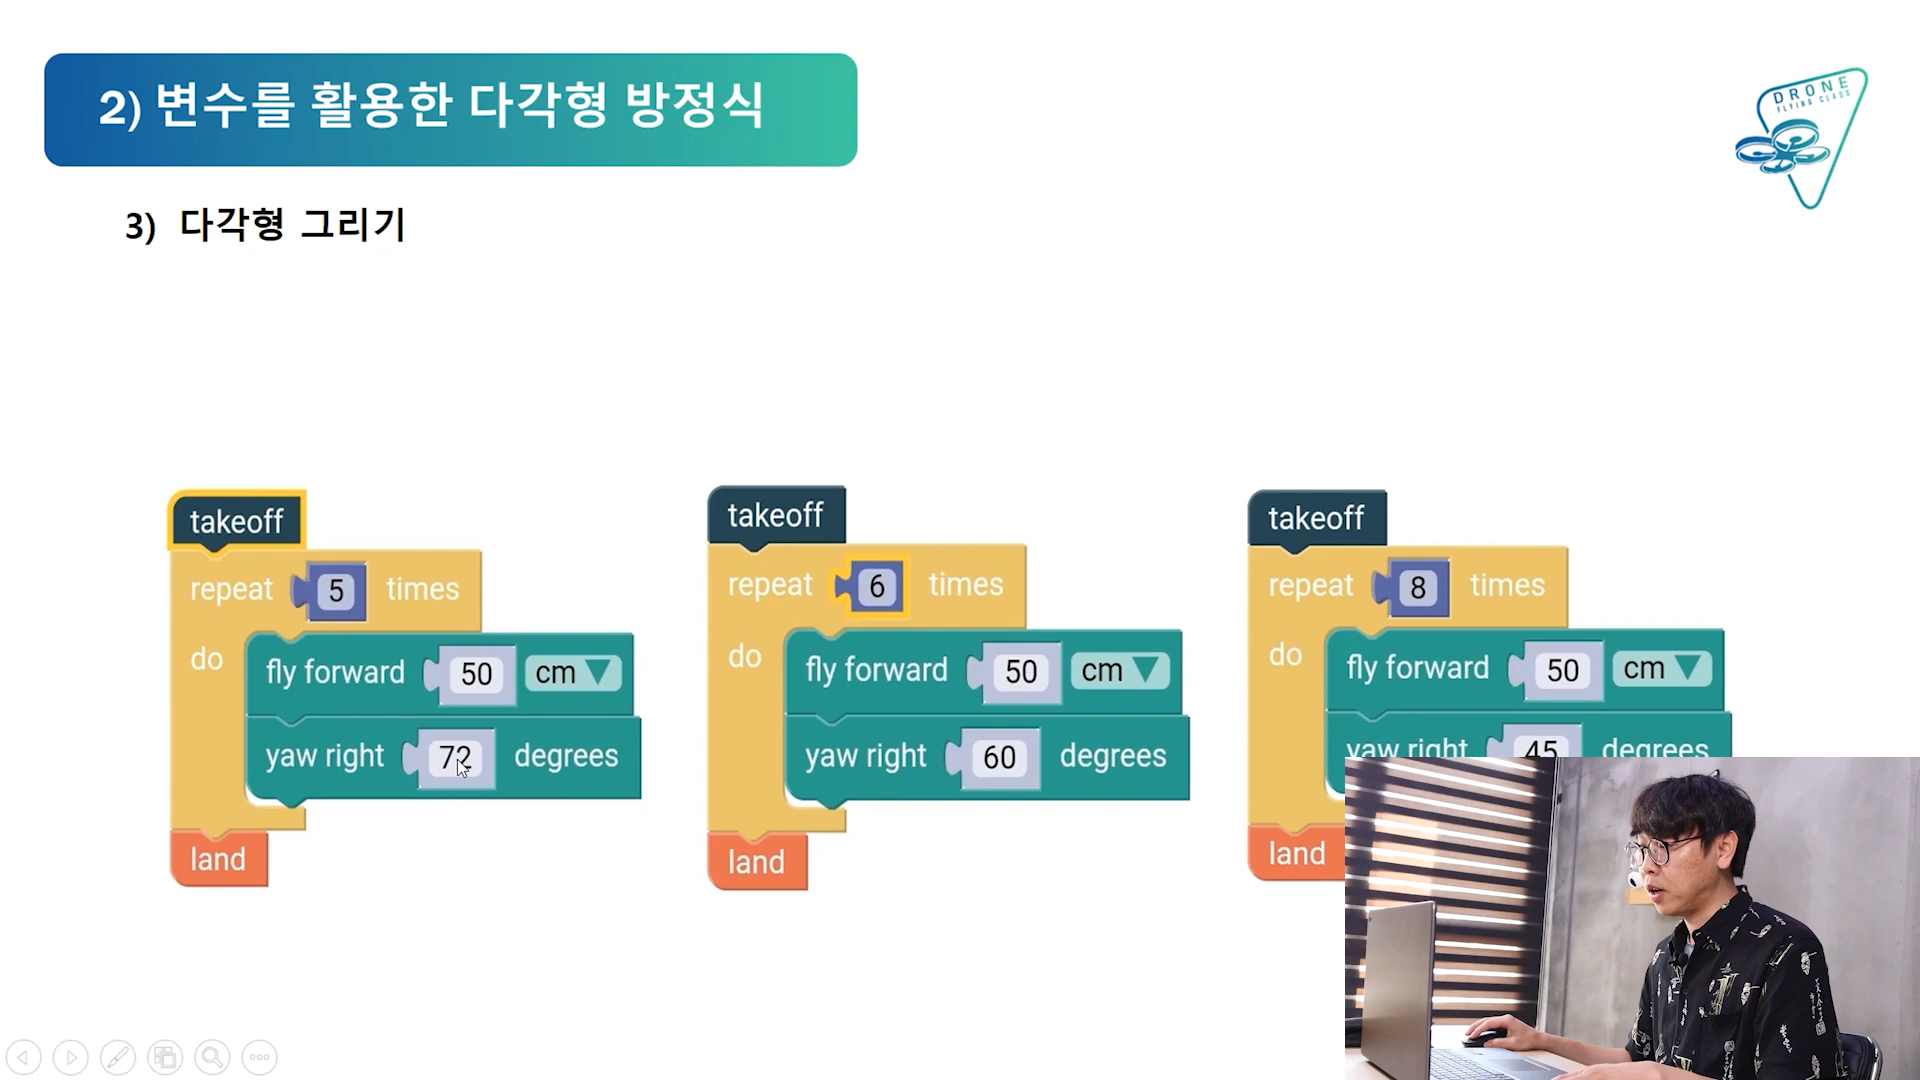 2) 변수를 활용한 다각형 방정식
DRONE
FLYING CLASS
3) 다각형 그리기
takeoff
repeat 5 times
do
fly forward 50 cm
yaw right 72 degrees
land
takeoff
repeat 6 times
do
fly forward 50 cm
yaw right 60 degrees
land
takeoff
repeat 8 times
do
fly forward 50 cm
yaw right 45 degrees
land